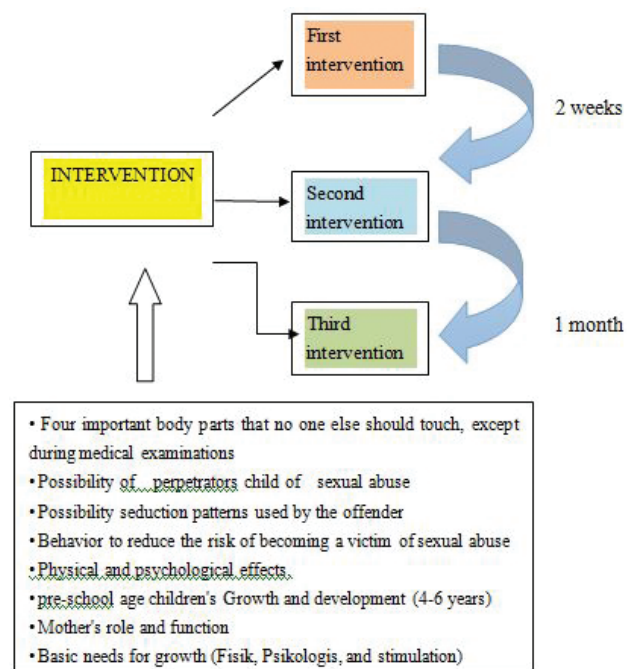 First
intervention
2 weeks
INTERVENTION
Second
intervention
1 month
Third
intervention
• Four important body parts that no one else should touch, except
during medical examinations
•Possibility of perpetrators child of sexual abuse
•Possibility seduction patterns used by the offender
•Behavior to reduce the risk of becoming a victim of sexual abuse
•Physical and psychological effects,
•pre-school age children's Growth and development (4-6 years)
•Mother's role and function
•Basic needs for growth (Fisik, Psikologis, and stimulation)